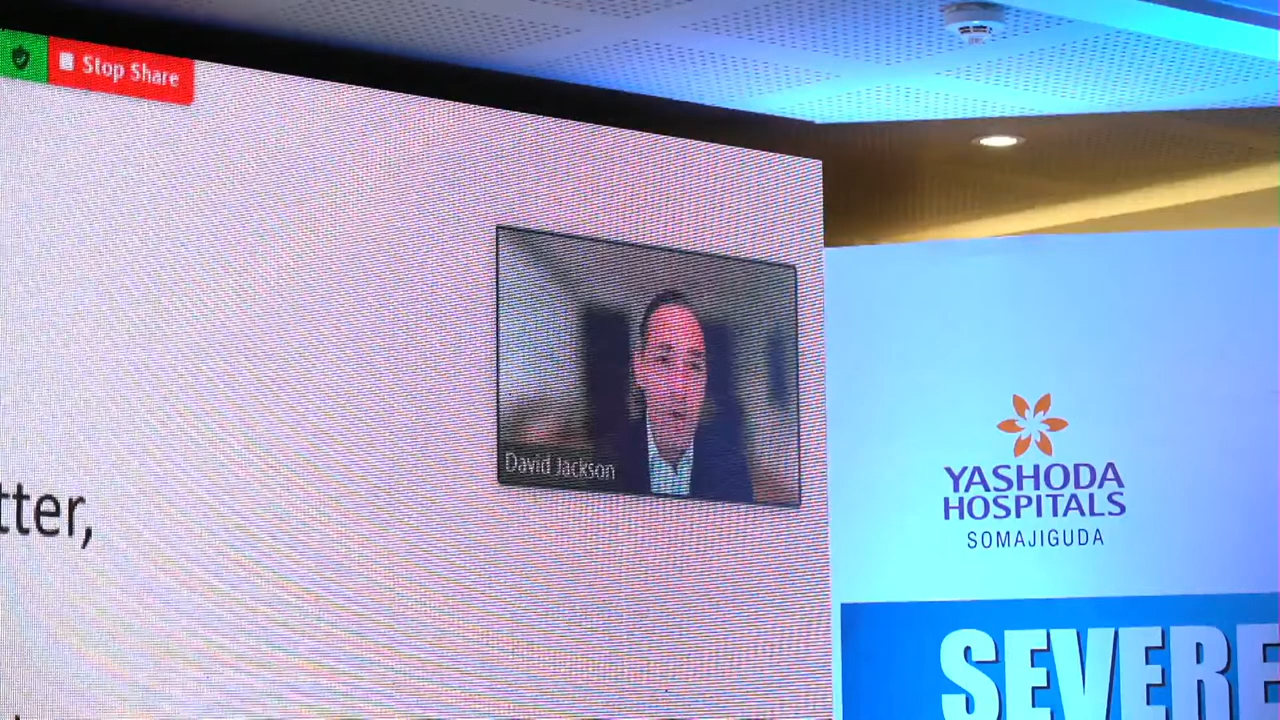 Stop Share
David Jackson
tter,
YASHODA
HOSPITALS
SOMAJIGUDA
SEVERE